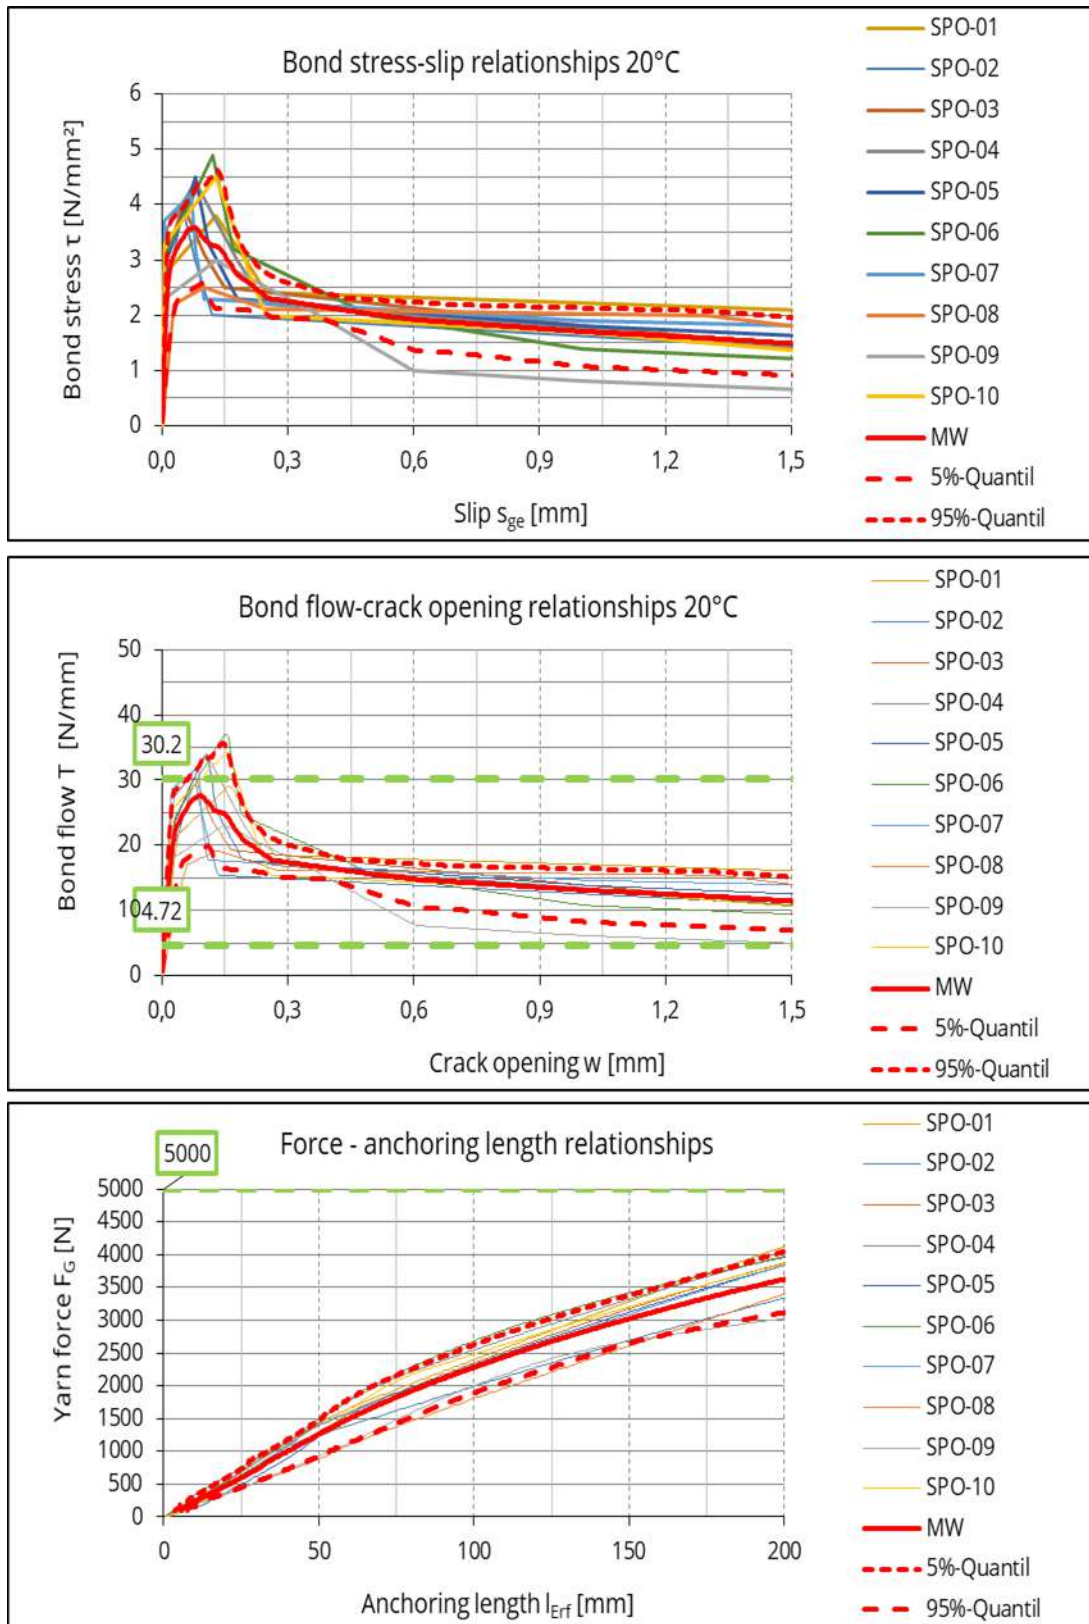 Bond stress-slip relationships 20°C
Bond stress τ [N/mm²]
6
5
4
3
2
1
0
0,0
0,3
0,6
0,9
1,2
1,5
Slip sge [mm]
SPO-01
SPO-02
SPO-03
SPO-04
SPO-05
SPO-06
SPO-07
SPO-08
SPO-09
SPO-10
MW
5%-Quantil
95%-Quantil
Bond flow-crack opening relationships 20°C
Bond flow T [N/mm]
50
40
30.2
30
20
10
4.72
0
0,0
0,3
0,6
0,9
1,2
1,5
Crack opening w [mm]
SPO-01
SPO-02
SPO-03
SPO-04
SPO-05
SPO-06
SPO-07
SPO-08
SPO-09
SPO-10
MW
5%-Quantil
95%-Quantil
Force - anchoring length relationships
5000
Yarn force FG [N]
5000
4500
4000
3500
3000
2500
2000
1500
1000
500
0
0
50
100
150
200
Anchoring length lErf [mm]
SPO-01
SPO-02
SPO-03
SPO-04
SPO-05
SPO-06
SPO-07
SPO-08
SPO-09
SPO-10
MW
5%-Quantil
95%-Quantil